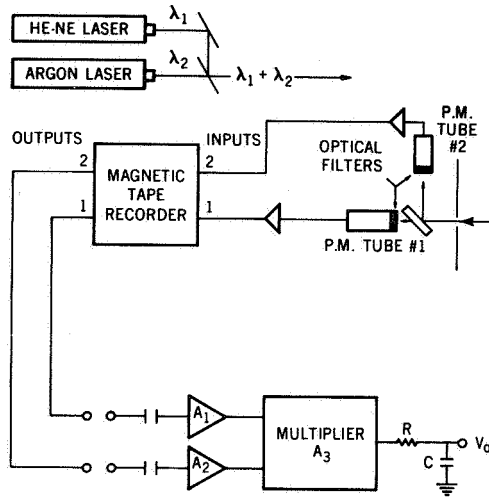 HE-NE LASER
λ1
ARGON LASER
λ2
λ1 + λ2
P.M.
TUBE
#2
OUTPUTS
INPUTS
OPTICAL
FILTERS
2
2
MAGNETIC
TAPE
RECORDER
1
1
P.M. TUBE #1
A1
A2
MULTIPLIER
A3
R
C
Vo